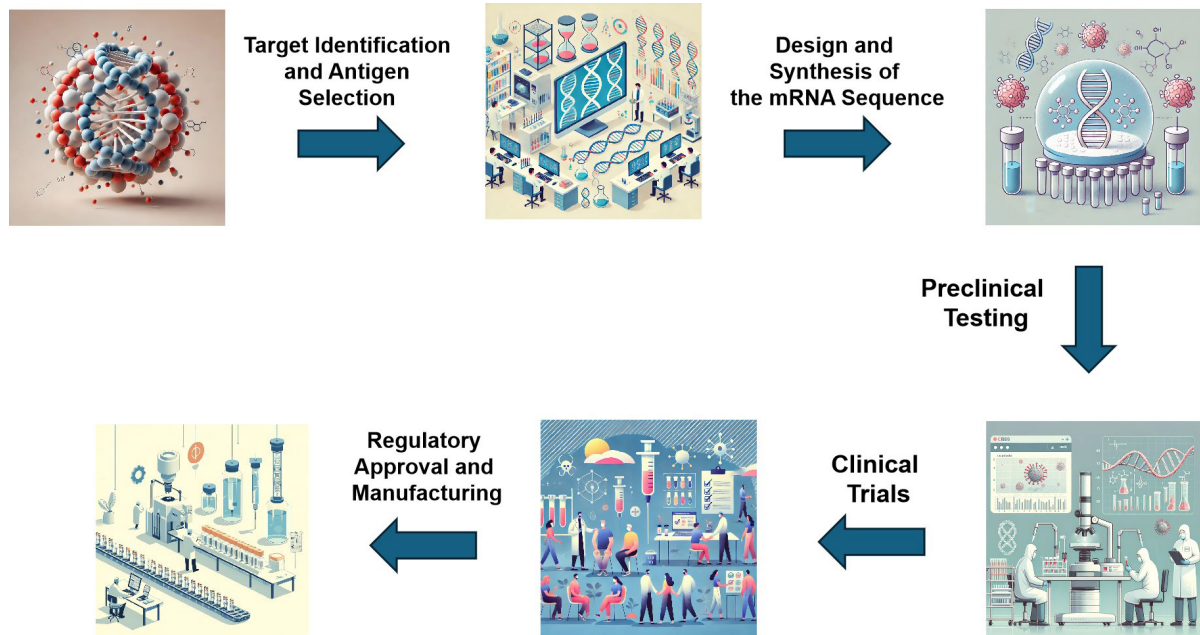 Target Identification
and Antigen
Selection
Design and
Synthesis of
the mRNA Sequence
Preclinical
Testing
Clinical
Trials
Regulatory
Approval and
Manufacturing